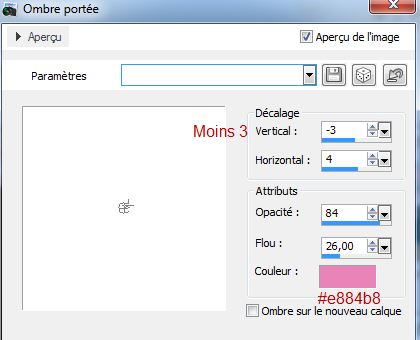 Ombre portée
Aperçu
Aperçu de l'image
Paramètres
Décalage
Moins 3
Vertical :
-3
Horizontal :
4
Attributs
Opacité :
84
Flou :
26,00
Couleur :
#e884b8
Ombre sur le nouveau calque